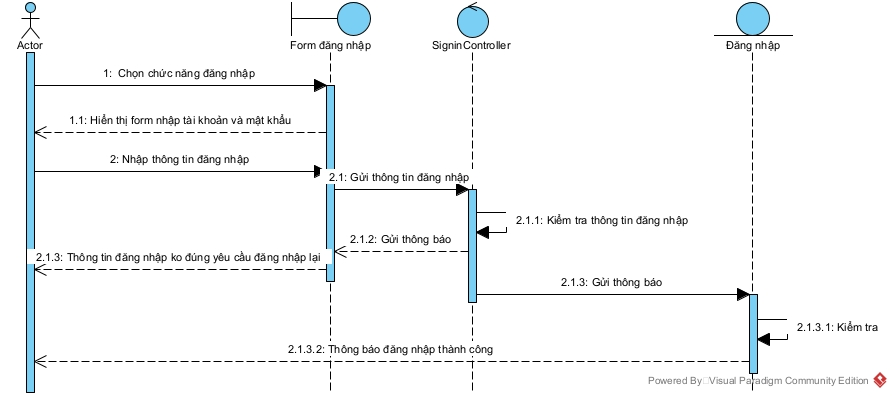 Actor
Form đăng nhập
SigninController
Đăng nhập
1: Chọn chức năng đăng nhập
1.1: Hiển thị form nhập tài khoản và mật khẩu
2: Nhập thông tin đăng nhập
2.1: Gửi thông tin đăng nhập
2.1.1: Kiểm tra thông tin đăng nhập
2.1.2: Gửi thông báo
2.1.3: Thông tin đăng nhập ko đúng yêu cầu đăng nhập lại
2.1.3: Gửi thông báo
2.1.3.1: Kiểm tra
2.1.3.2: Thông báo đăng nhập thành công
Powered By Visual Paradigm Community Edition